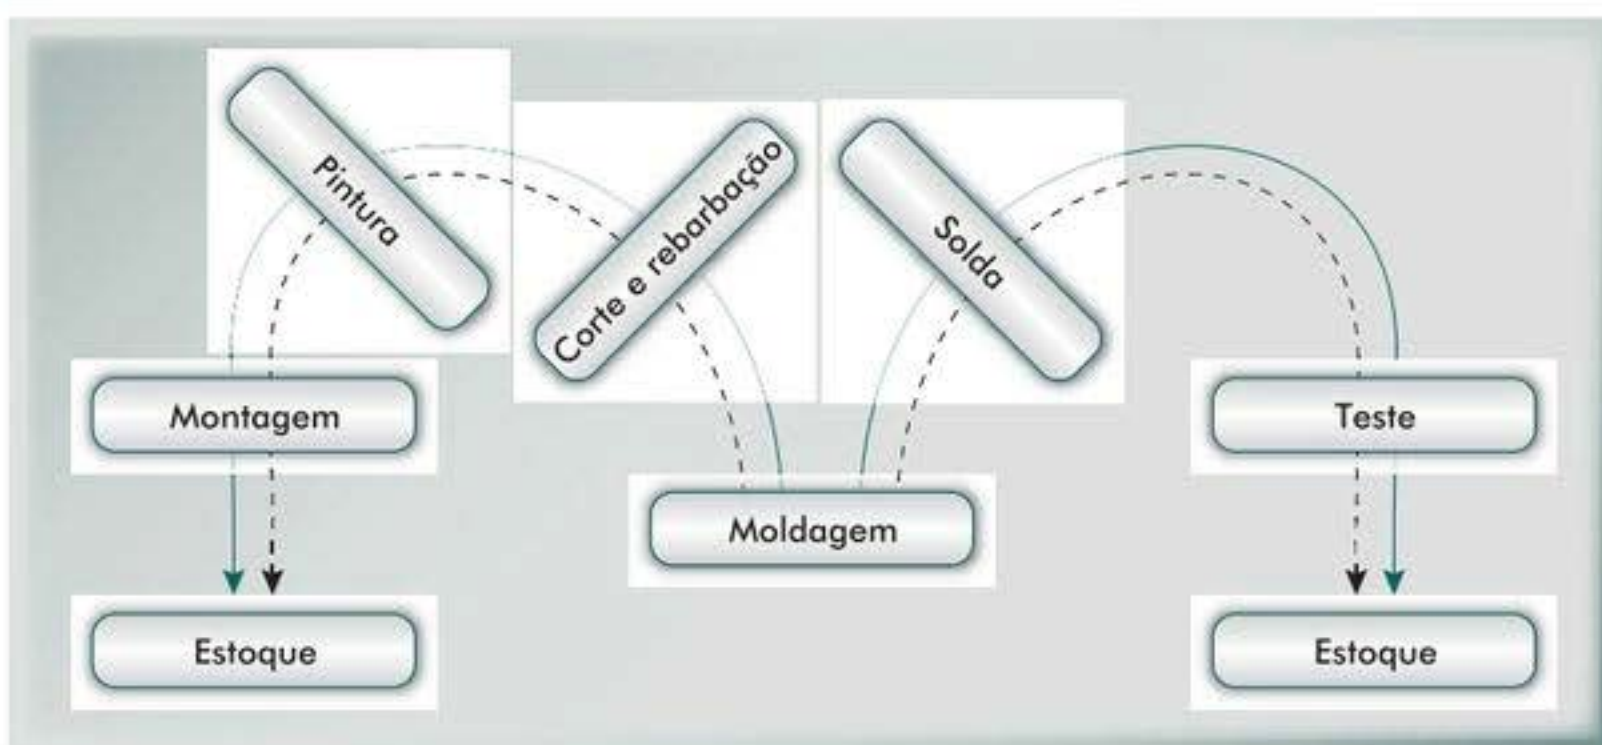 Pintura
Corte e rebarbação
Solda
Montagem
Teste
Moldagem
Estoque
Estoque